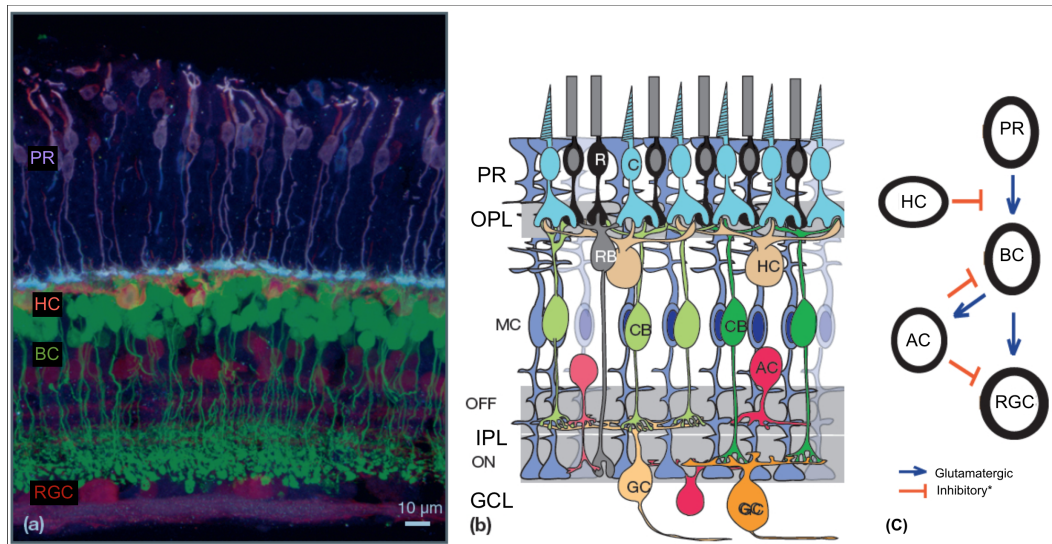 PR
HC
BC
RGC
(a)
10 µm
PR
OPL
MC
OFF
IPL
ON
GCL
(b)
R
C
RB
HC
CB
CB
AC
GC
GC
PR
HC
BC
AC
RGC
Glutamatergic
Inhibitory*
(C)